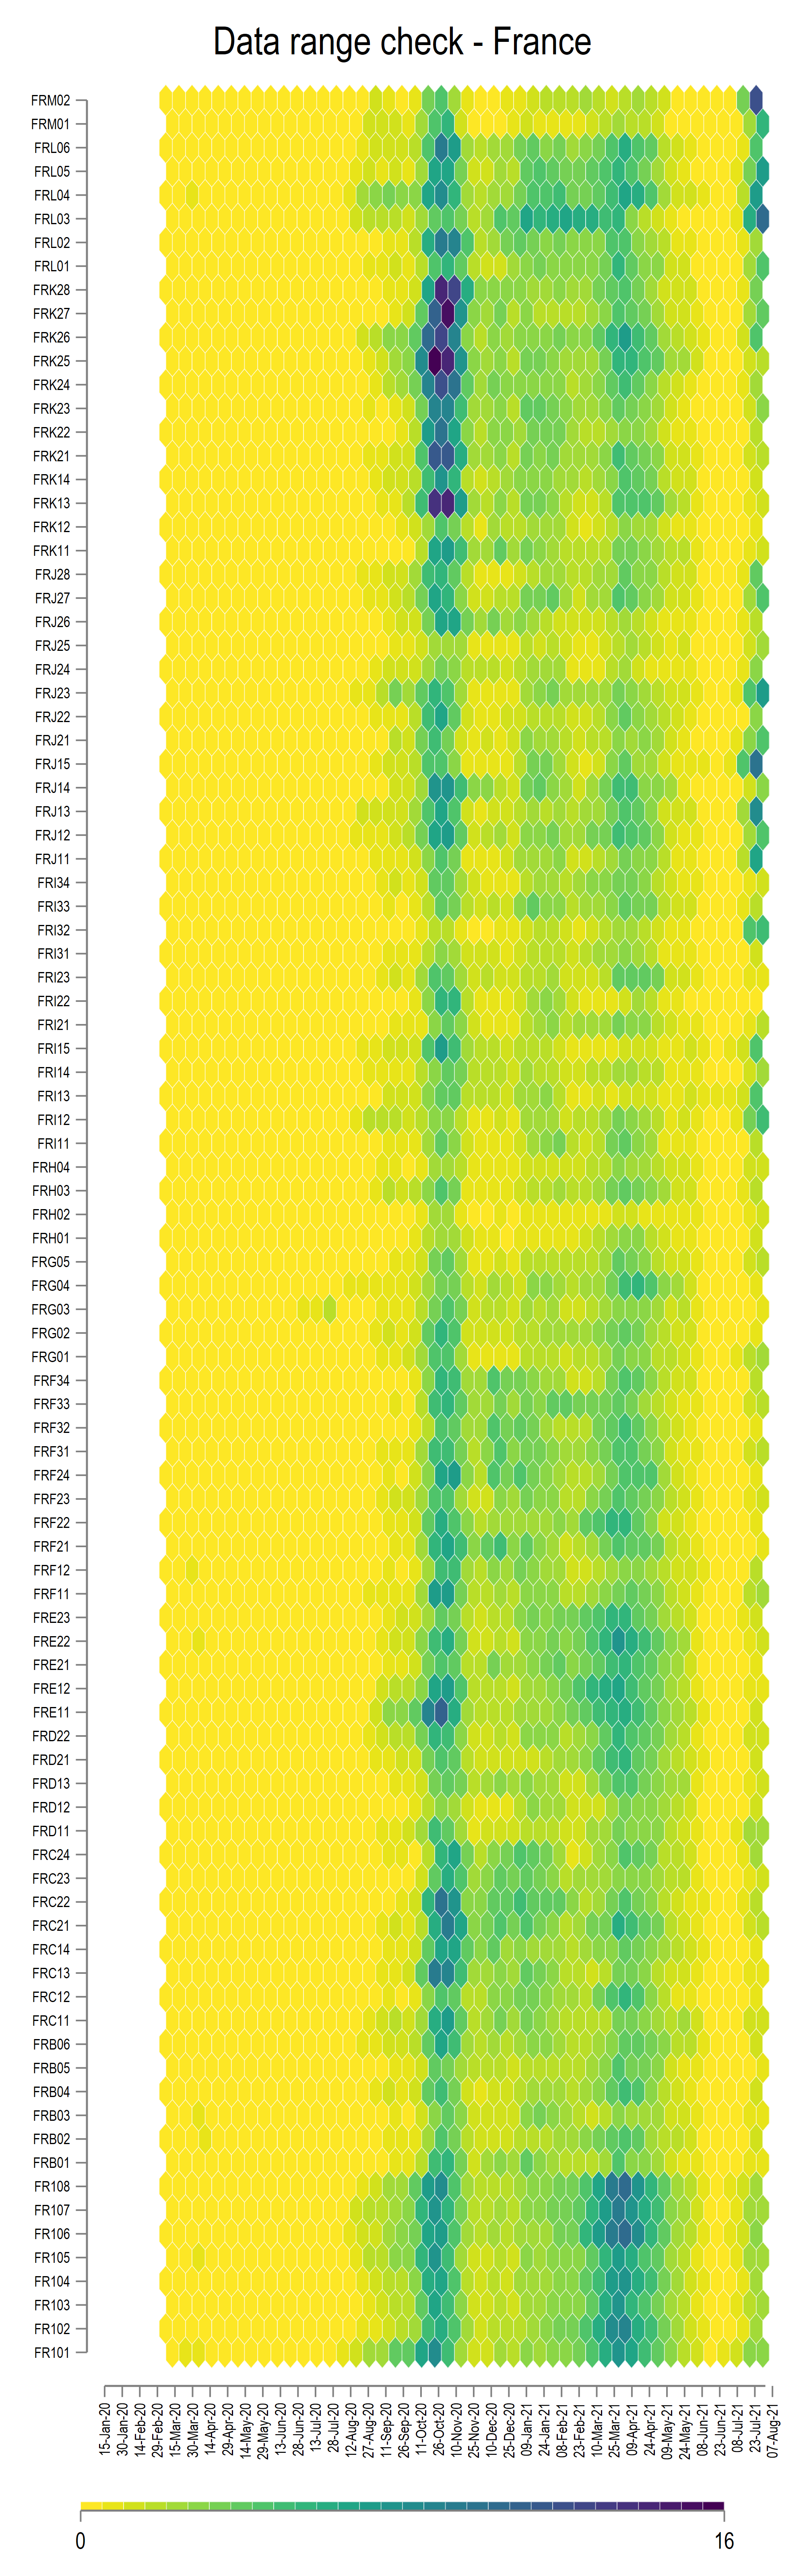 Data range check - France
FRM02
FRM01
FRL06
FRL05
FRL04
FRL03
FRL02
FRL01
FRK28
FRK27
FRK26
FRK25
FRK24
FRK23
FRK22
FRK21
FRK14
FRK13
FRK12
FRK11
FRJ28
FRJ27
FRJ26
FRJ25
FRJ24
FRJ23
FRJ22
FRJ21
FRJ15
FRJ14
FRJ13
FRJ12
FRJ11
FRI34
FRI33
FRI32
FRI31
FRI23
FRI22
FRI21
FRI15
FRI14
FRI13
FRI12
FRI11
FRH04
FRH03
FRH02
FRH01
FRG05
FRG04
FRG03
FRG02
FRG01
FRF34
FRF33
FRF32
FRF31
FRF24
FRF23
FRF22
FRF21
FRF12
FRF11
FRE23
FRE22
FRE21
FRE12
FRE11
FRD22
FRD21
FRD13
FRD12
FRD11
FRC24
FRC23
FRC22
FRC21
FRC14
FRC13
FRC12
FRC11
FRB06
FRB05
FRB04
FRB03
FRB02
FRB01
FR108
FR107
FR106
FR105
FR104
FR103
FR102
FR101
15-Jan-20
30-Jan-20
14-Feb-20
29-Feb-20
15-Mar-20
30-Mar-20
14-Apr-20
29-Apr-20
14-May-20
29-May-20
13-Jun-20
28-Jun-20
13-Jul-20
28-Jul-20
12-Aug-20
27-Aug-20
11-Sep-20
26-Sep-20
11-Oct-20
26-Oct-20
10-Nov-20
25-Nov-20
10-Dec-20
25-Dec-20
09-Jan-21
24-Jan-21
08-Feb-21
23-Feb-21
10-Mar-21
25-Mar-21
09-Apr-21
24-Apr-21
09-May-21
24-May-21
08-Jun-21
23-Jun-21
08-Jul-21
23-Jul-21
07-Aug-21
0
16